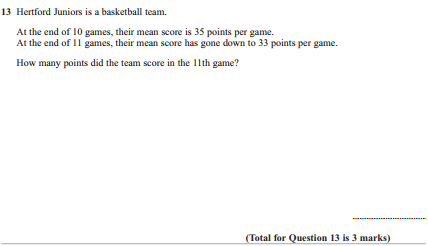 13 Hertford Juniors is a basketball team.
At the end of 10 games, their mean score is 35 points per game.
At the end of 11 games, their mean score has gone down to 33 points per game.
How many points did the team score in the 11th game?
(Total for Question 13 is 3 marks)